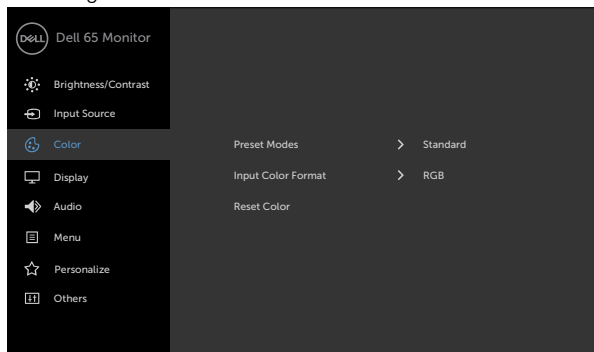 DELL Dell 65 Monitor
Brightness/Contrast
Input Source
Color
Preset Modes > Standard
Display
Input Color Format > RGB
Audio
Reset Color
Menu
Personalize
Others